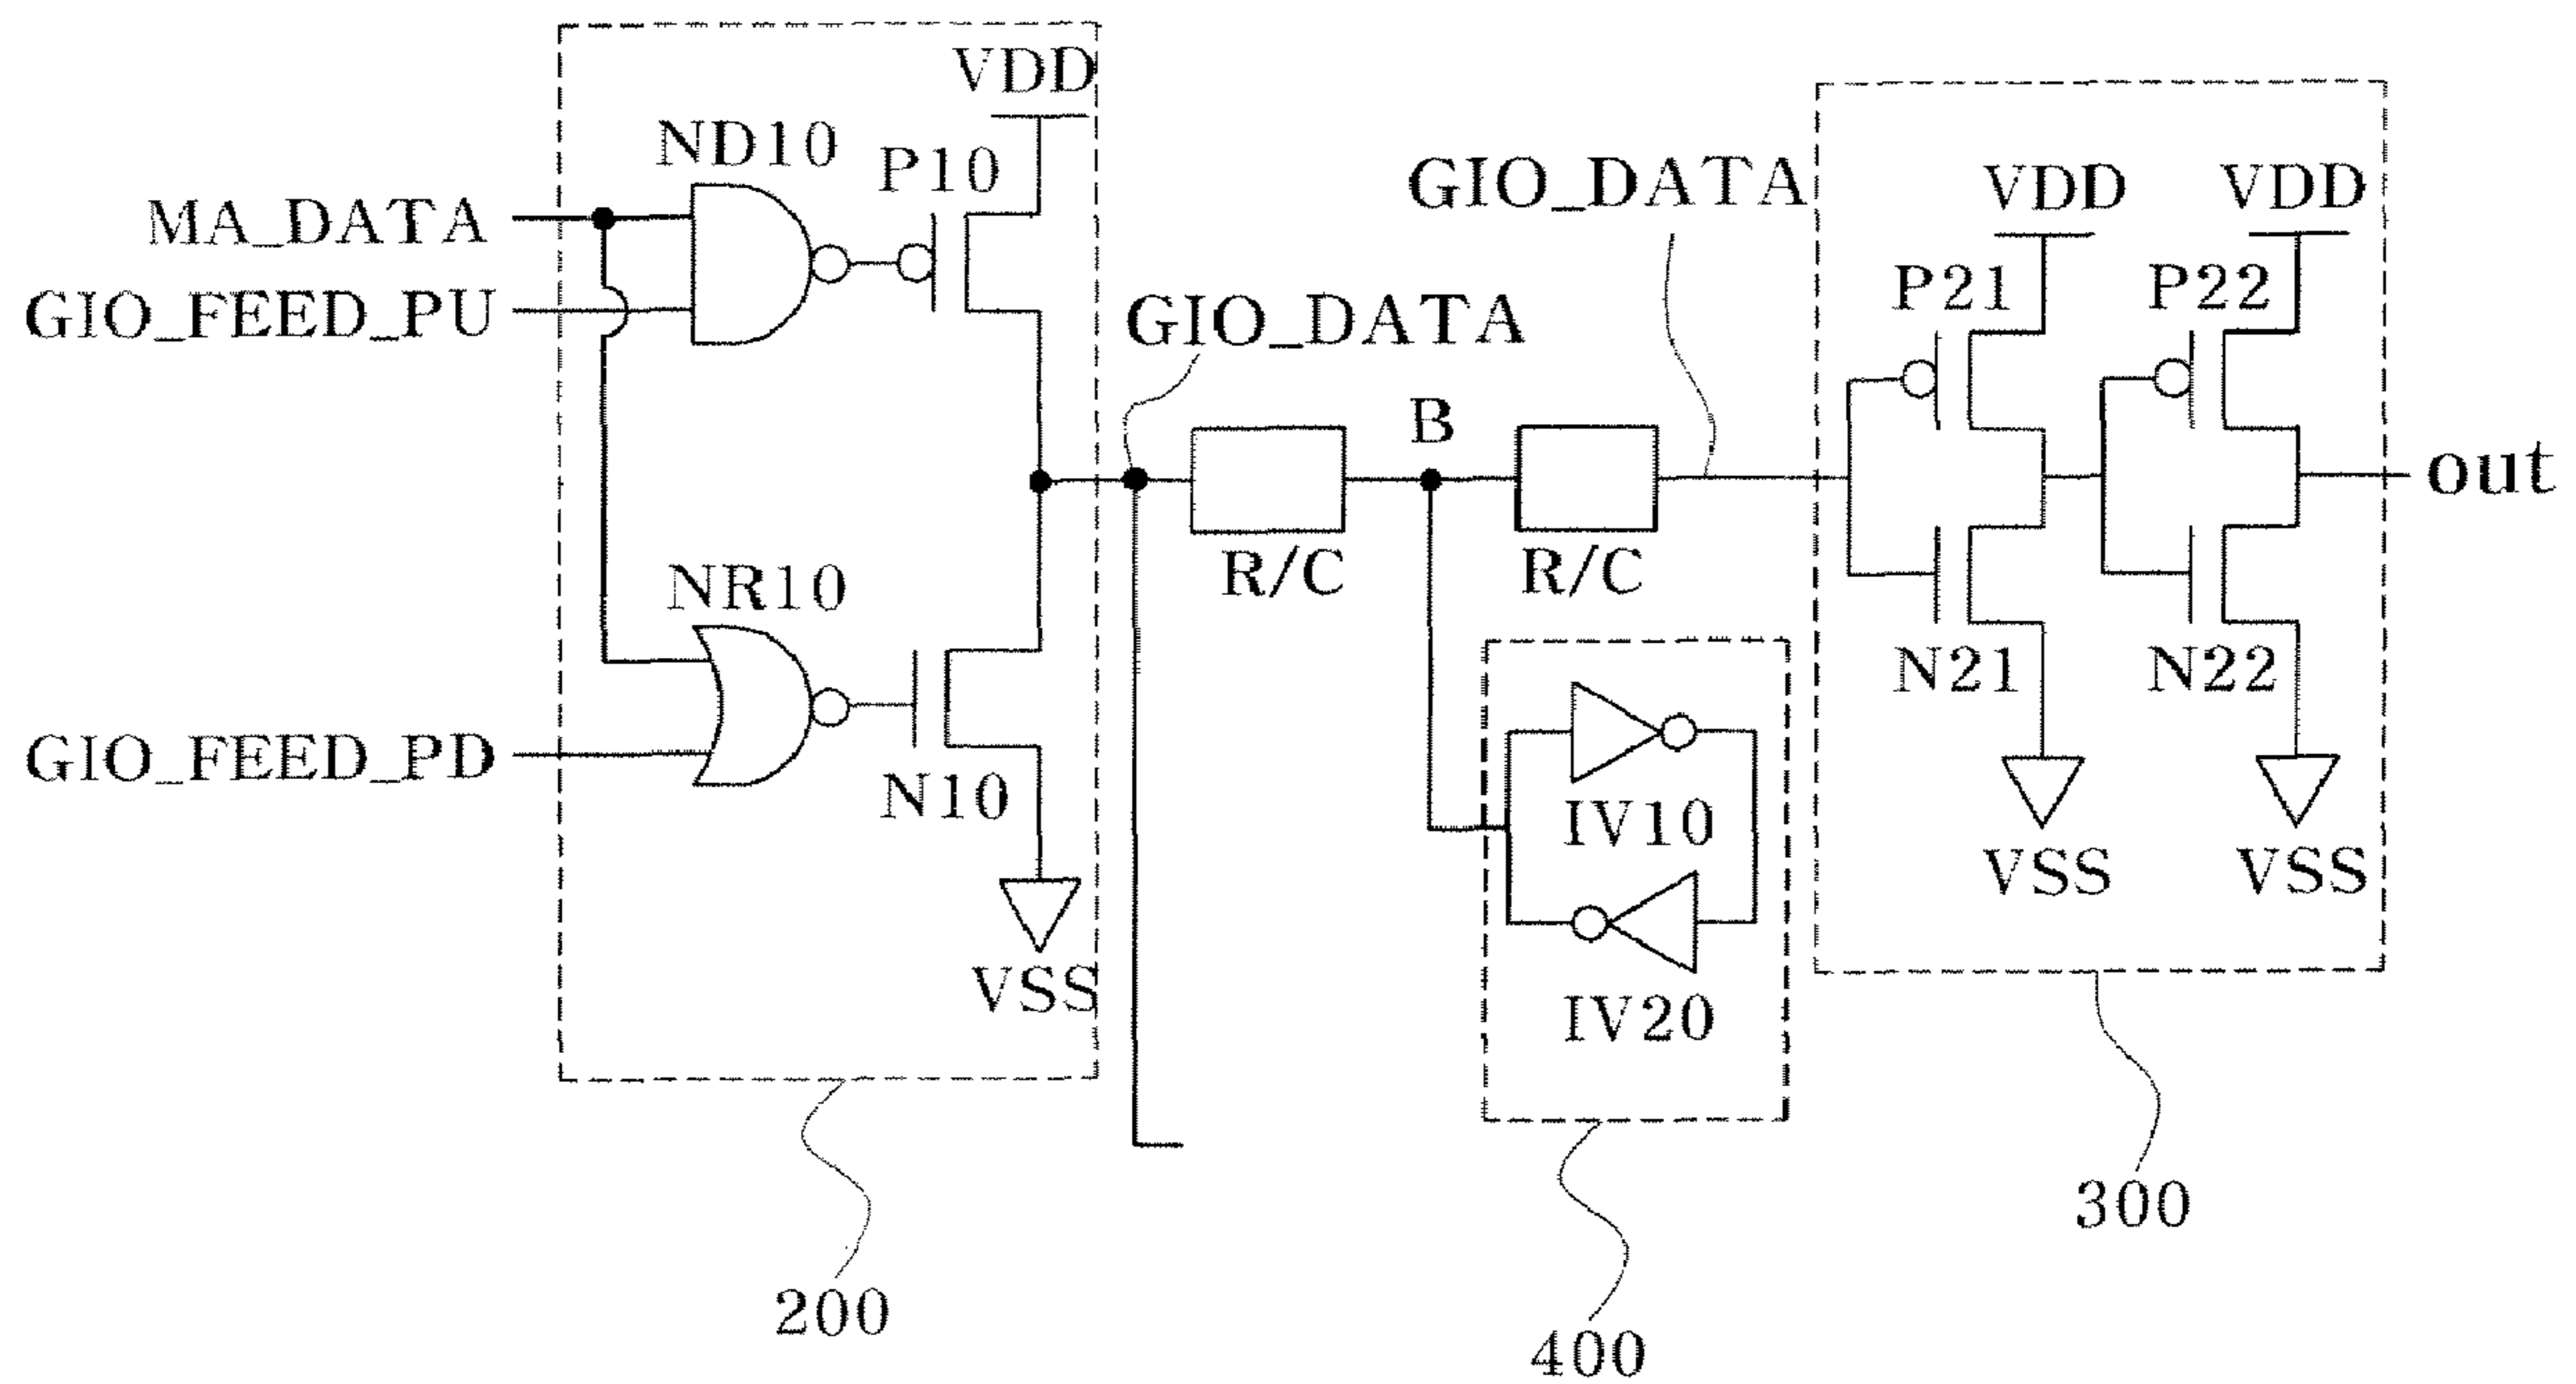 VDD
ND10
P10
MA_DATA
GIO_FEED_PU
GIO_DATA
GIO_DATA
VDD
VDD
P21
P22
B
out
R/C
R/C
NR10
GIO_FEED_PD
N10
VSS
IV10
IV20
N21
N22
VSS
VSS
200
400
300